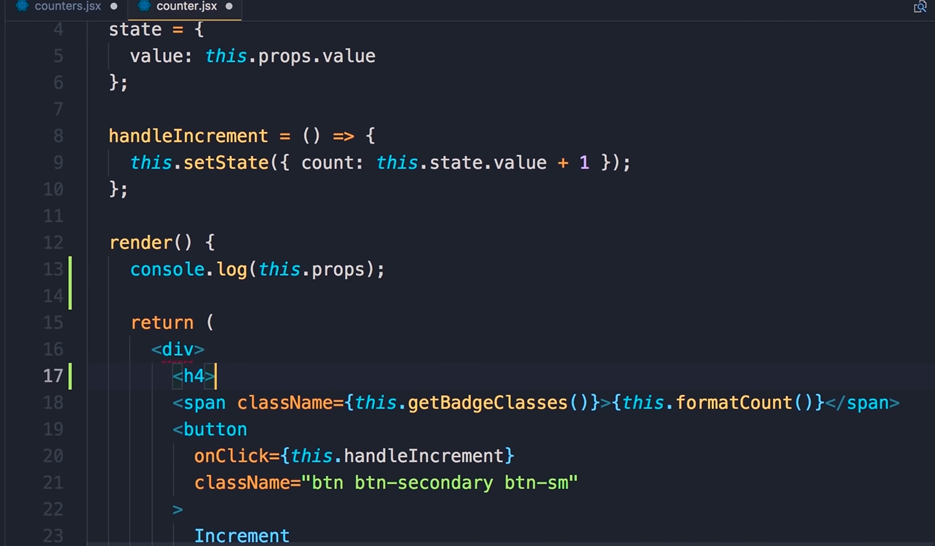 counters.jsx ● counter.jsx ●
4 state = {
5 value: this.props.value
6 };
7
8 handleIncrement = () => {
9 this.setState({ count: this.state.value + 1 });
10 };
11
12 render() {
13 console.log(this.props);
14
15 return (
16 <div>
17 <h4>
18 <span className={this.getBadgeClasses()}>{this.formatCount()}</span>
19 <button
20 onClick={this.handleIncrement}
21 className="btn btn-secondary btn-sm"
22 >
23 Increment